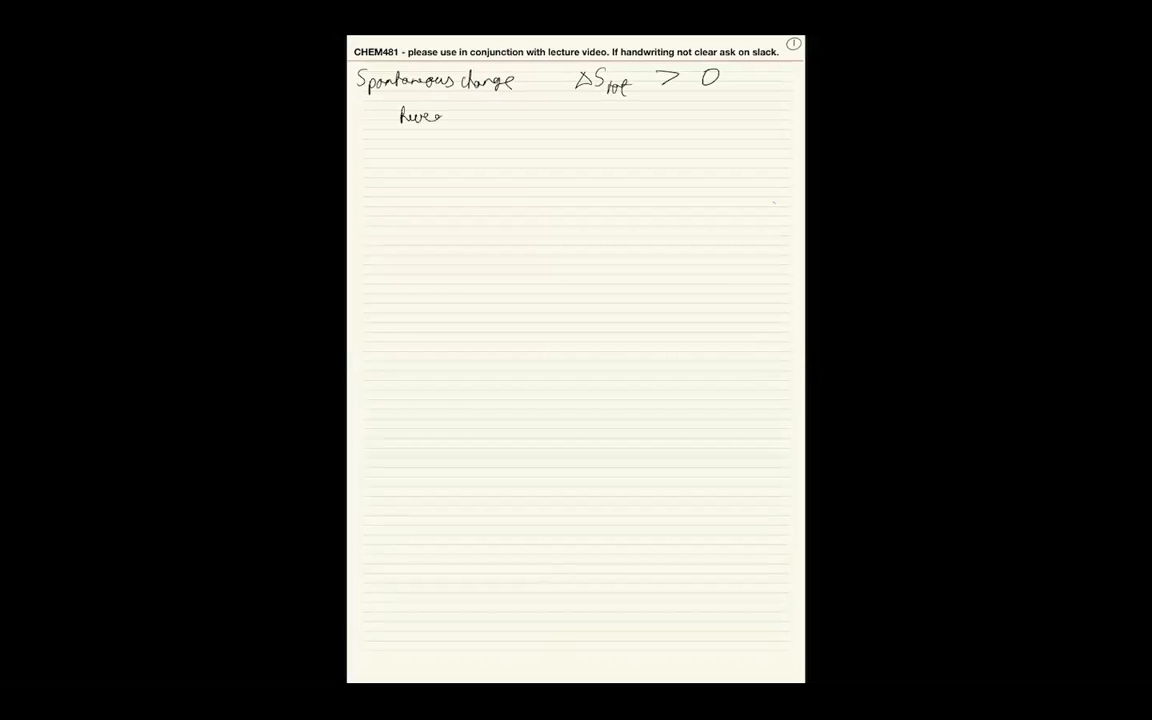 ①
CHEM481 - please use in conjunction with lecture video. If handwriting not clear ask on slack.
Spontaneous change ΔS_tot > 0